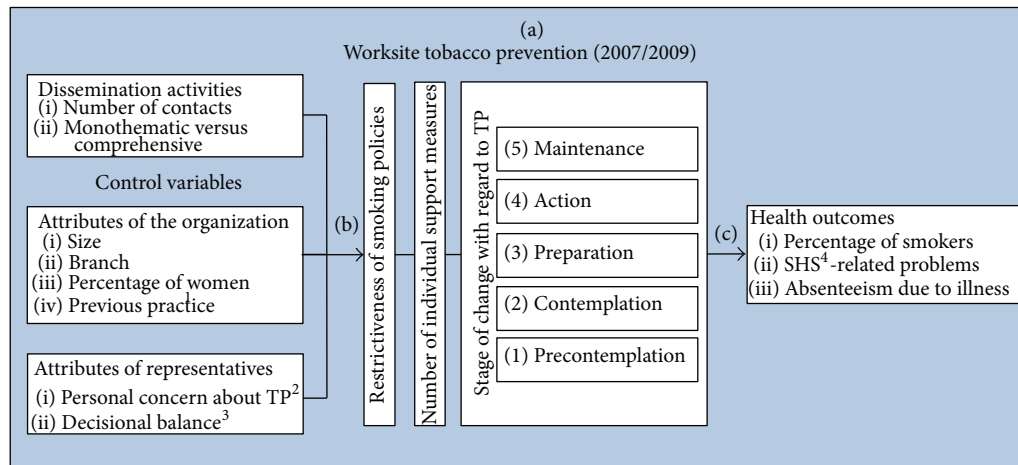 (a)
Worksite tobacco prevention (2007/2009)
Dissemination activities
(i) Number of contacts
(ii) Monothematic versus
comprehensive
Control variables
Attributes of the organization
(i) Size
(ii) Branch
(iii) Percentage of women
(iv) Previous practice
Attributes of representatives
(i) Personal concern about TP²
(ii) Decisional balance³
(b)
Restrictiveness of smoking policies
Number of individual support measures
Stage of change with regard to TP
(5) Maintenance
(4) Action
(3) Preparation
(2) Contemplation
(1) Precontemplation
(c)
Health outcomes
(i) Percentage of smokers
(ii) SHS⁴-related problems
(iii) Absenteeism due to illness